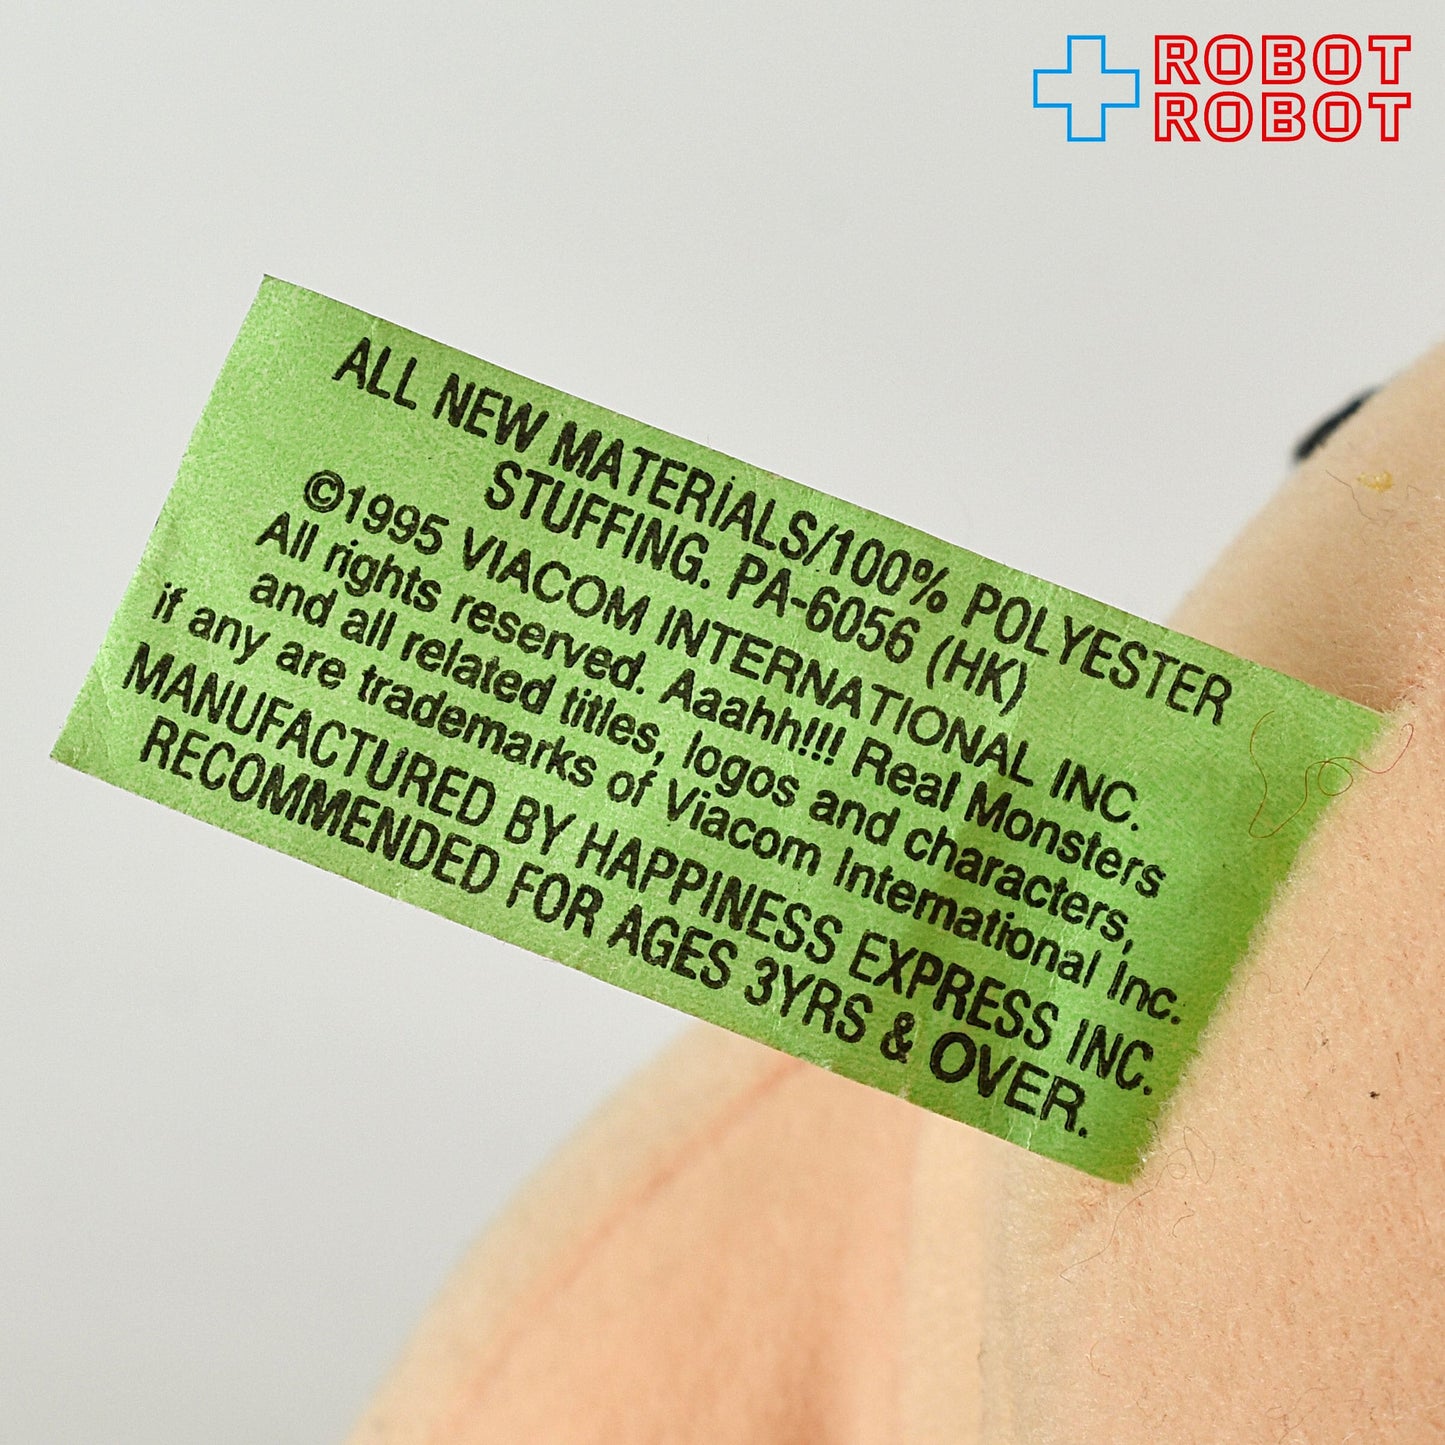 ROBOT
ROBOT
ALL NEW MATERIALS/100% POLYESTER
STUFFING. PA-6056 (HK)
©1995 VIACOM INTERNATIONAL INC.
All rights reserved. Aaahh!!! Real Monsters
and all related titles, logos and characters,
if any are trademarks of Viacom International Inc.
MANUFACTURED BY HAPPINESS EXPRESS INC.
RECOMMENDED FOR AGES 3YRS & OVER.